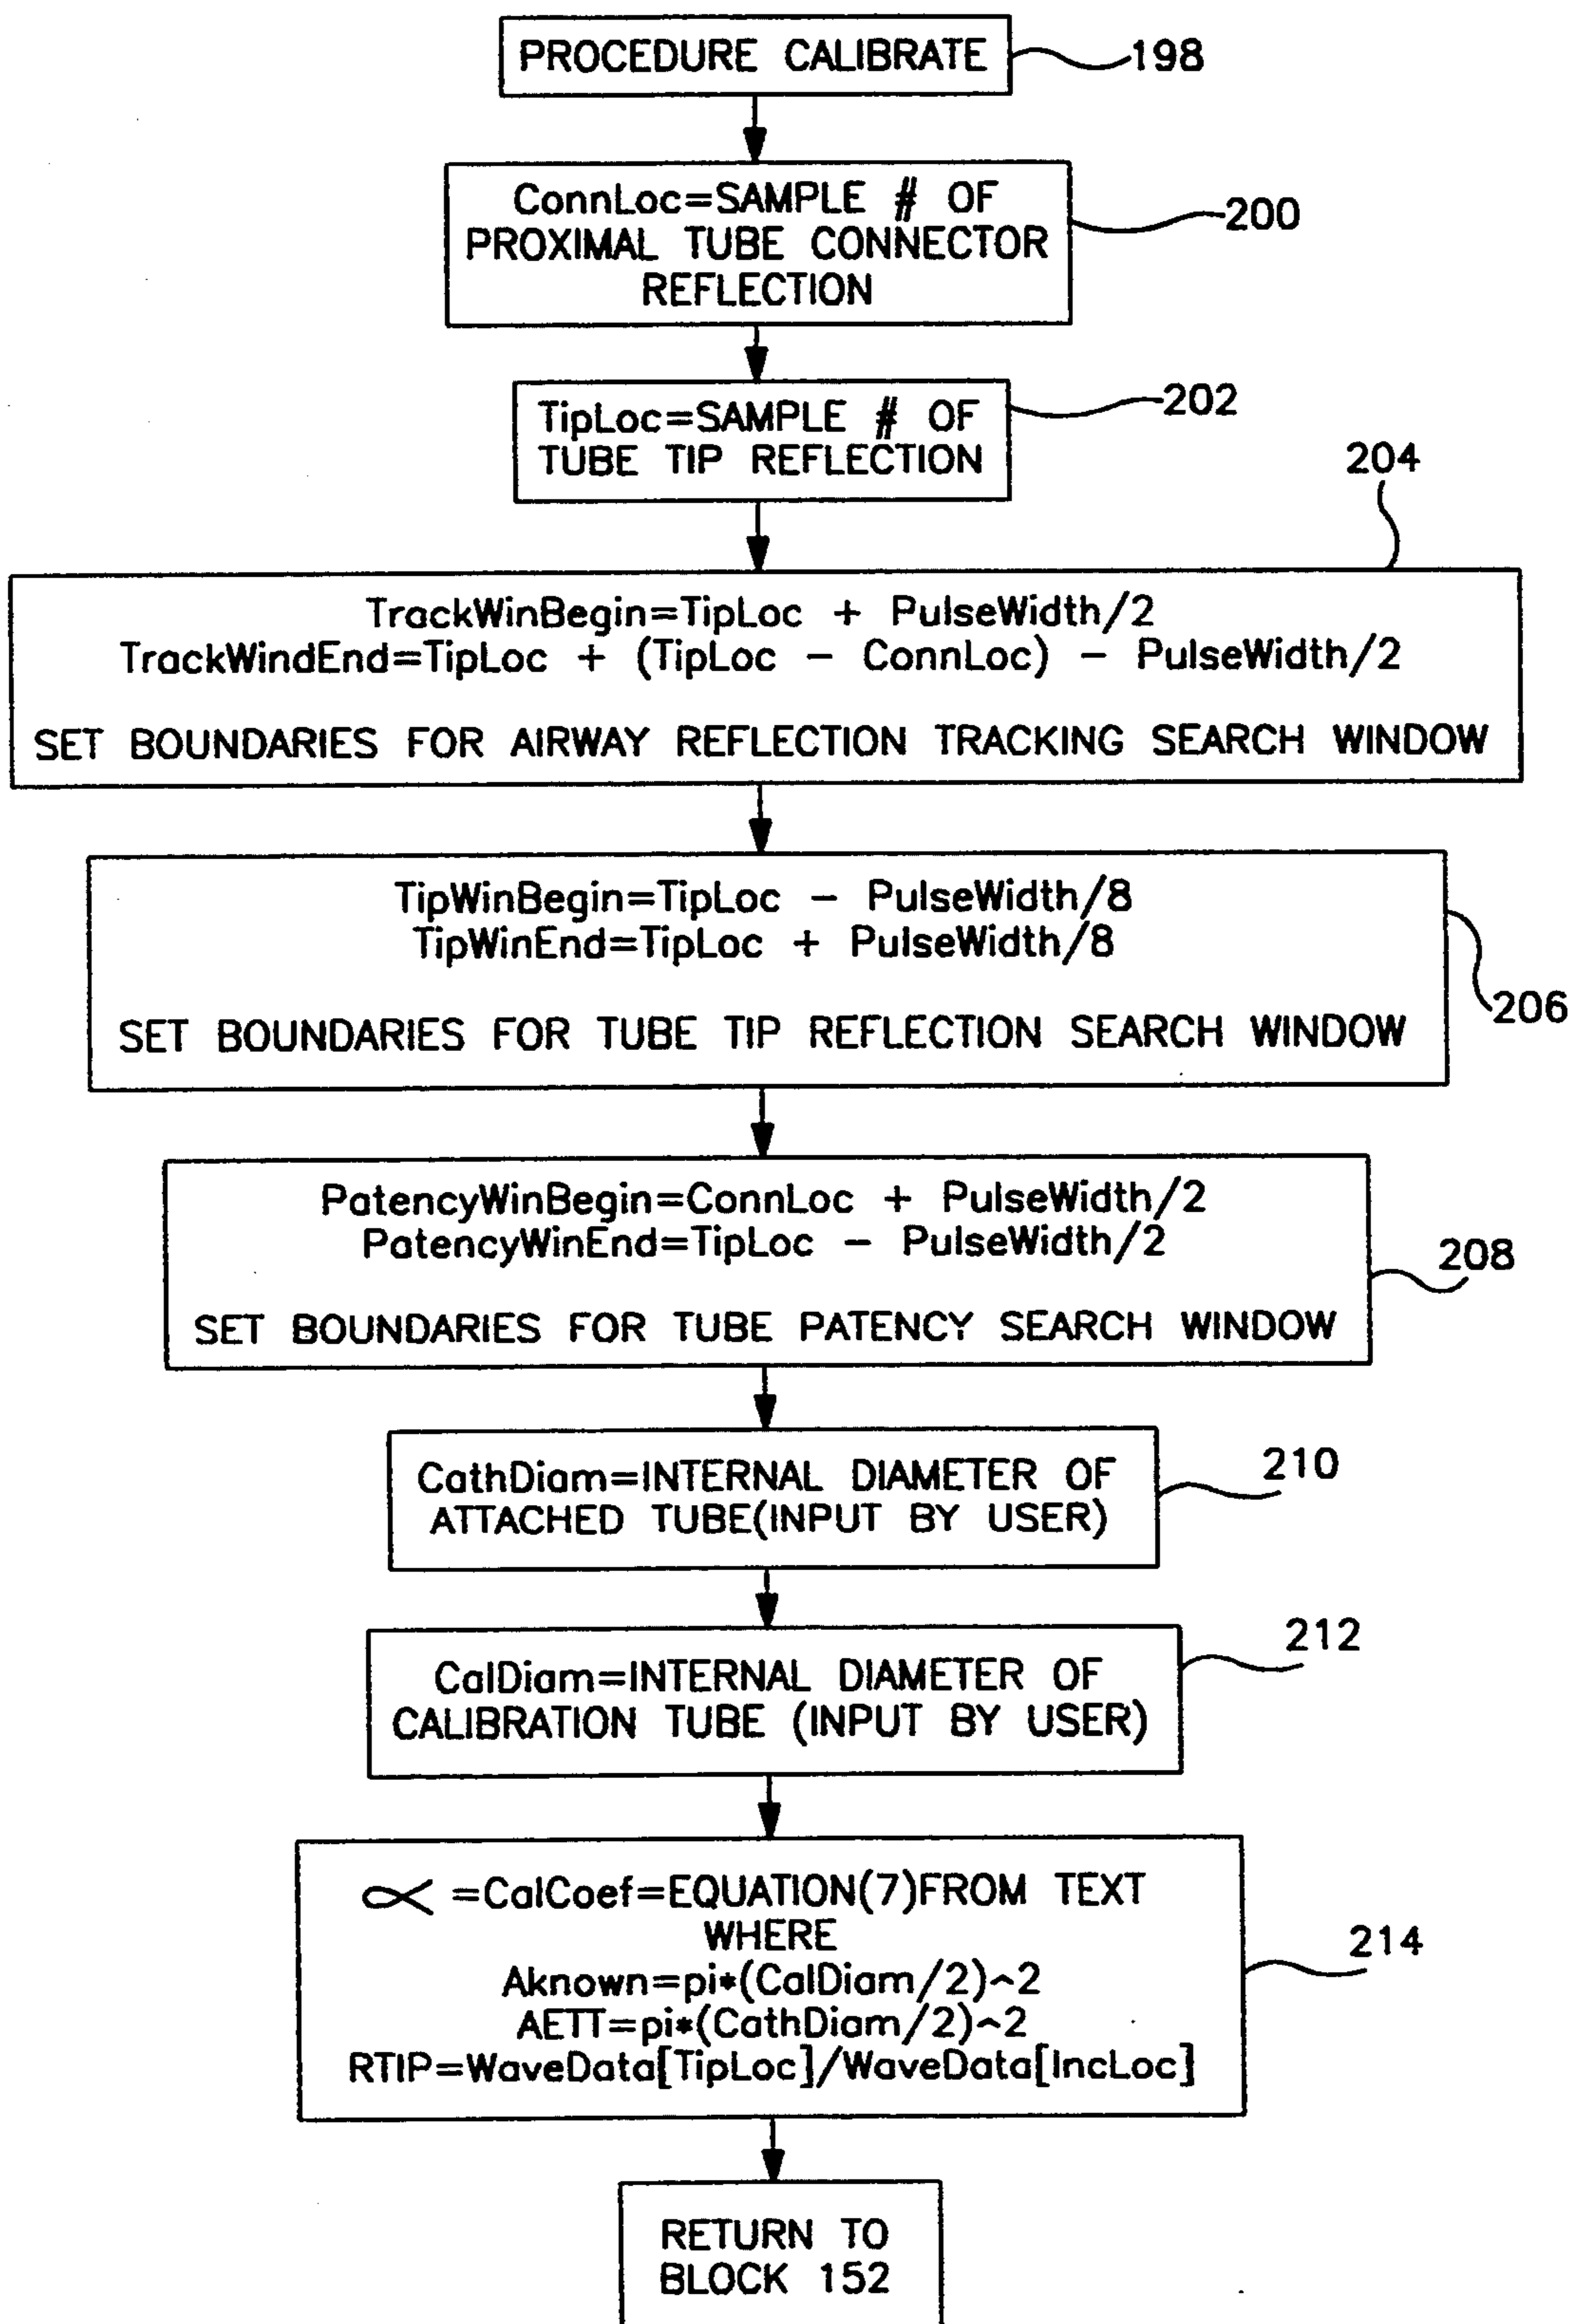 PROCEDURE CALIBRATE
198
ConnLoc=SAMPLE # OF
PROXIMAL TUBE CONNECTOR
REFLECTION
200
TipLoc=SAMPLE # OF
TUBE TIP REFLECTION
202
204
TrackWinBegin=TipLoc + PulseWidth/2
TrackWindEnd=TipLoc + (TipLoc - ConnLoc) - PulseWidth/2
SET BOUNDARIES FOR AIRWAY REFLECTION TRACKING SEARCH WINDOW
TipWinBegin=TipLoc - PulseWidth/8
TipWinEnd=TipLoc + PulseWidth/8
SET BOUNDARIES FOR TUBE TIP REFLECTION SEARCH WINDOW
206
PatencyWinBegin=ConnLoc + PulseWidth/2
PatencyWinEnd=TipLoc - PulseWidth/2
SET BOUNDARIES FOR TUBE PATENCY SEARCH WINDOW
208
CathDiam=INTERNAL DIAMETER OF
ATTACHED TUBE(INPUT BY USER)
210
CalDiam=INTERNAL DIAMETER OF
CALIBRATION TUBE (INPUT BY USER)
212
∝ =CalCoef=EQUATION(7)FROM TEXT
WHERE
Aknown=pi*(CalDiam/2)^2
AETT=pi*(CathDiam/2)^2
RTIP=WaveData[TipLoc]/WaveData[IncLoc]
214
RETURN TO
BLOCK 152